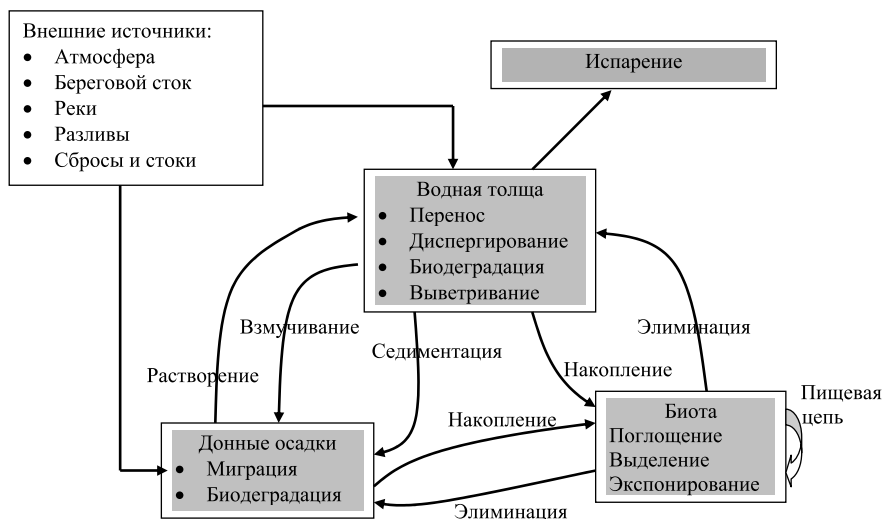 Внешние источники:
• Атмосфера
• Береговой сток
• Реки
• Разливы
• Сбросы и стоки
Испарение
Водная толща
• Перенос
• Диспергирование
• Биодеградация
• Выветривание
Взмучивание
Седиментация
Элиминация
Растворение
Накопление
Накопление
Пищевая
цепь
Биота
Поглощение
Выделение
Экспонирование
Донные осадки
• Миграция
• Биодеградация
Элиминация